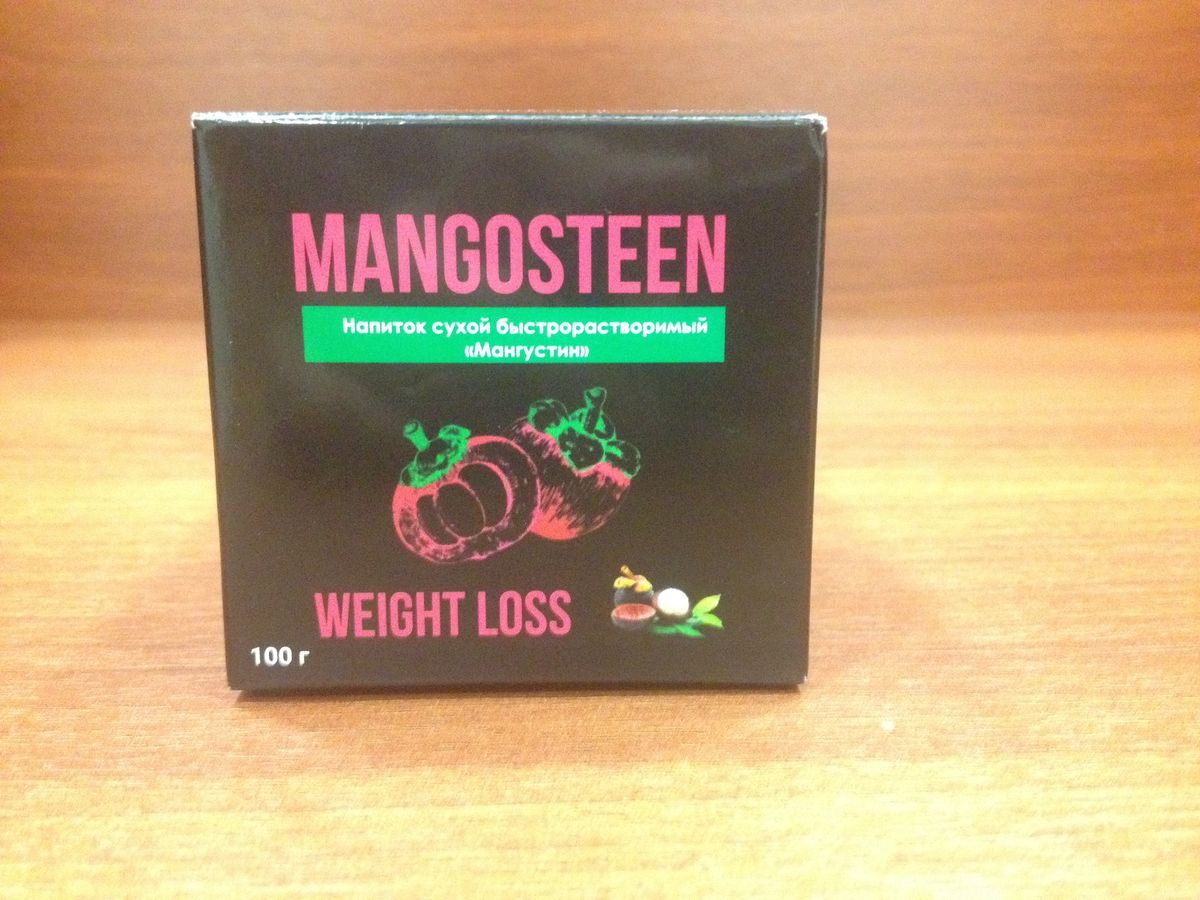 MANGOSTEEN
Напиток сухой быстрорастворимый
«Мангустин»
WEIGHT LOSS
100 г